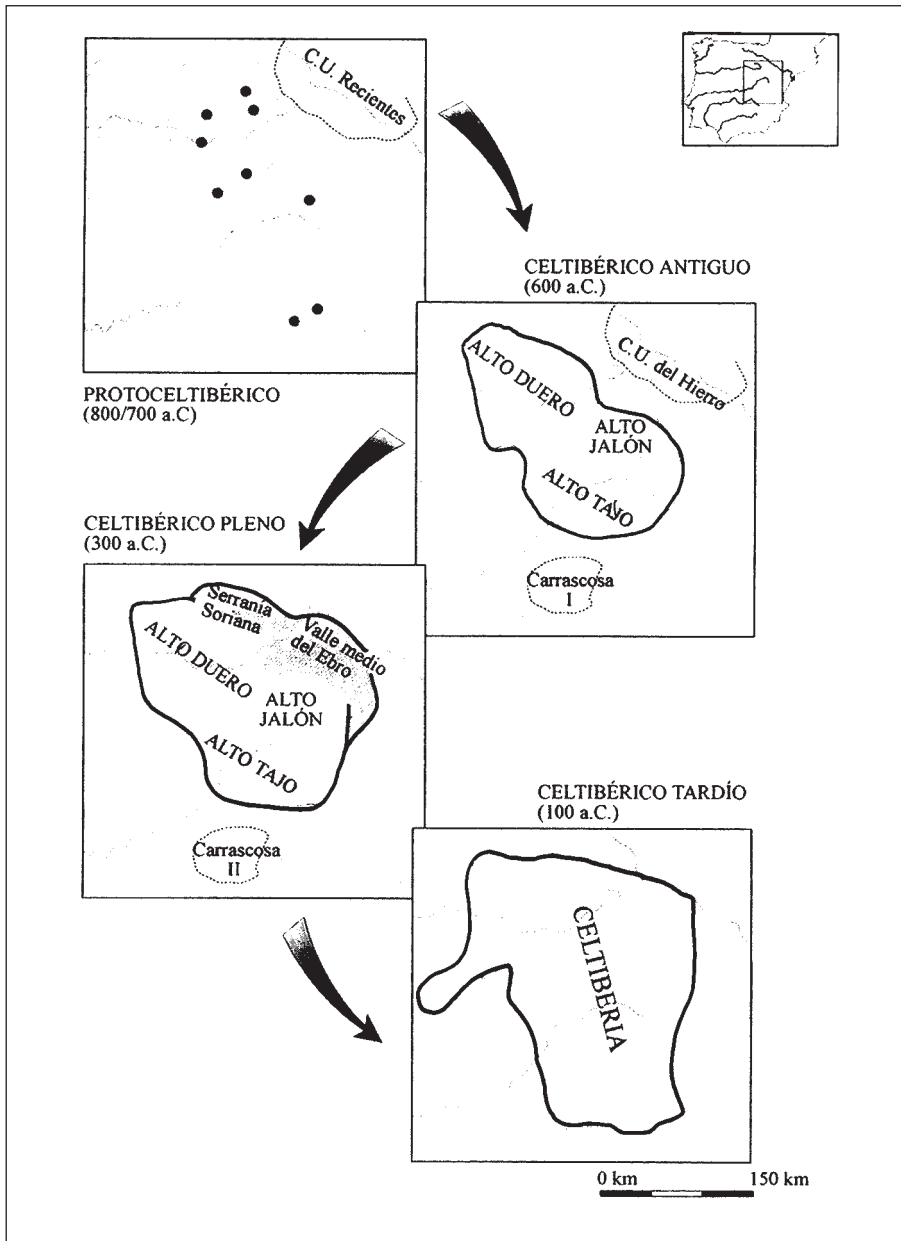 C.U. Recientes
PROTOCELTIBÉRICO
(800/700 a.C)
CELTIBÉRICO ANTIGUO
(600 a.C.)
C.U. del Hierro
ALTO DUERO
ALTO
JALÓN
ALTO TAJO
Carrascosa
I
CELTIBÉRICO PLENO
(300 a.C.)
Serranía
Soriana
Valle medio
del Ebro
ALTO DUERO
ALTO
JALÓN
ALTO TAJO
Carrascosa
II
CELTIBÉRICO TARDÍO
(100 a.C.)
CELTIBERIA
0 km 150 km